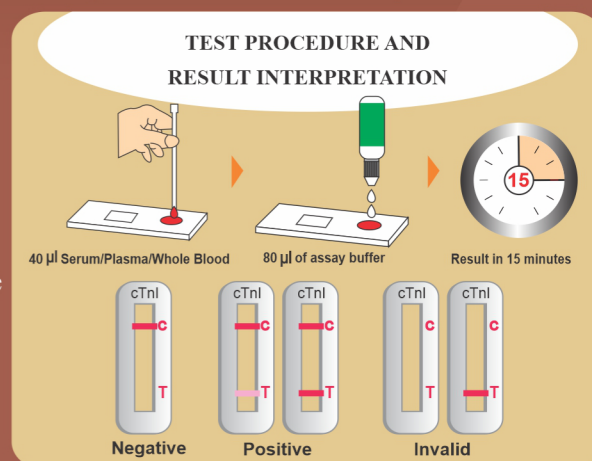 TEST PROCEDURE AND
RESULT INTERPRETATION
15
40 µl Serum/Plasma/Whole Blood
80 µl of assay buffer
Result in 15 minutes
cTnI
cTnI
cTnI
cTnI
C
C
C
C
C
T
T
T
T
T
Negative
Positive
Invalid